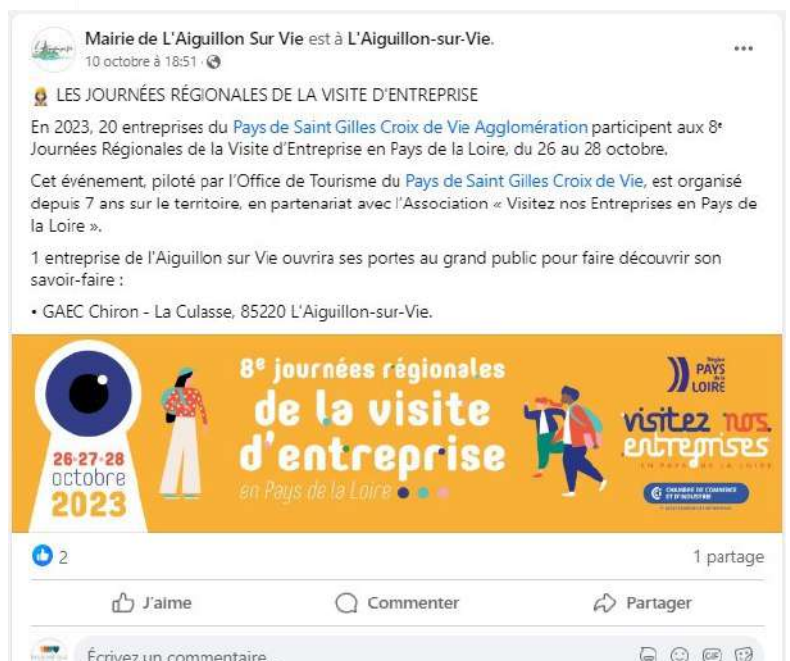 Mairie de L'Aiguillon Sur Vie est à L'Aiguillon-sur-Vie.
10 octobre à 18:51
LES JOURNÉES RÉGIONALES DE LA VISITE D'ENTREPRISE
En 2023, 20 entreprises du Pays de Saint Gilles Croix de Vie Agglomération participent aux 8e
Journées Régionales de la Visite d'Entreprise en Pays de la Loire, du 26 au 28 octobre.
Cet événement, piloté par l'Office de Tourisme du Pays de Saint Gilles Croix de Vie, est organisé
depuis 7 ans sur le territoire, en partenariat avec l'Association « Visitez nos Entreprises en Pays de
la Loire ».
1 entreprise de l'Aiguillon sur Vie ouvrira ses portes au grand public pour faire découvrir son
savoir-faire :
• GAEC Chiron - La Culasse, 85220 L'Aiguillon-sur-Vie.
26-27-28
octobre
2023
8e journées régionales
de la visite
d'entreprise
en Pays de la Loire
Région
PAYS
de la
LOIRE
visitez nos
entreprises
EN PAYS DE LA LOIRE
CHAMBRE DE COMMERCE
ET D'INDUSTRIE
2
1 partage
J'aime
Commenter
Partager
Écrivez un commentaire...
GIF